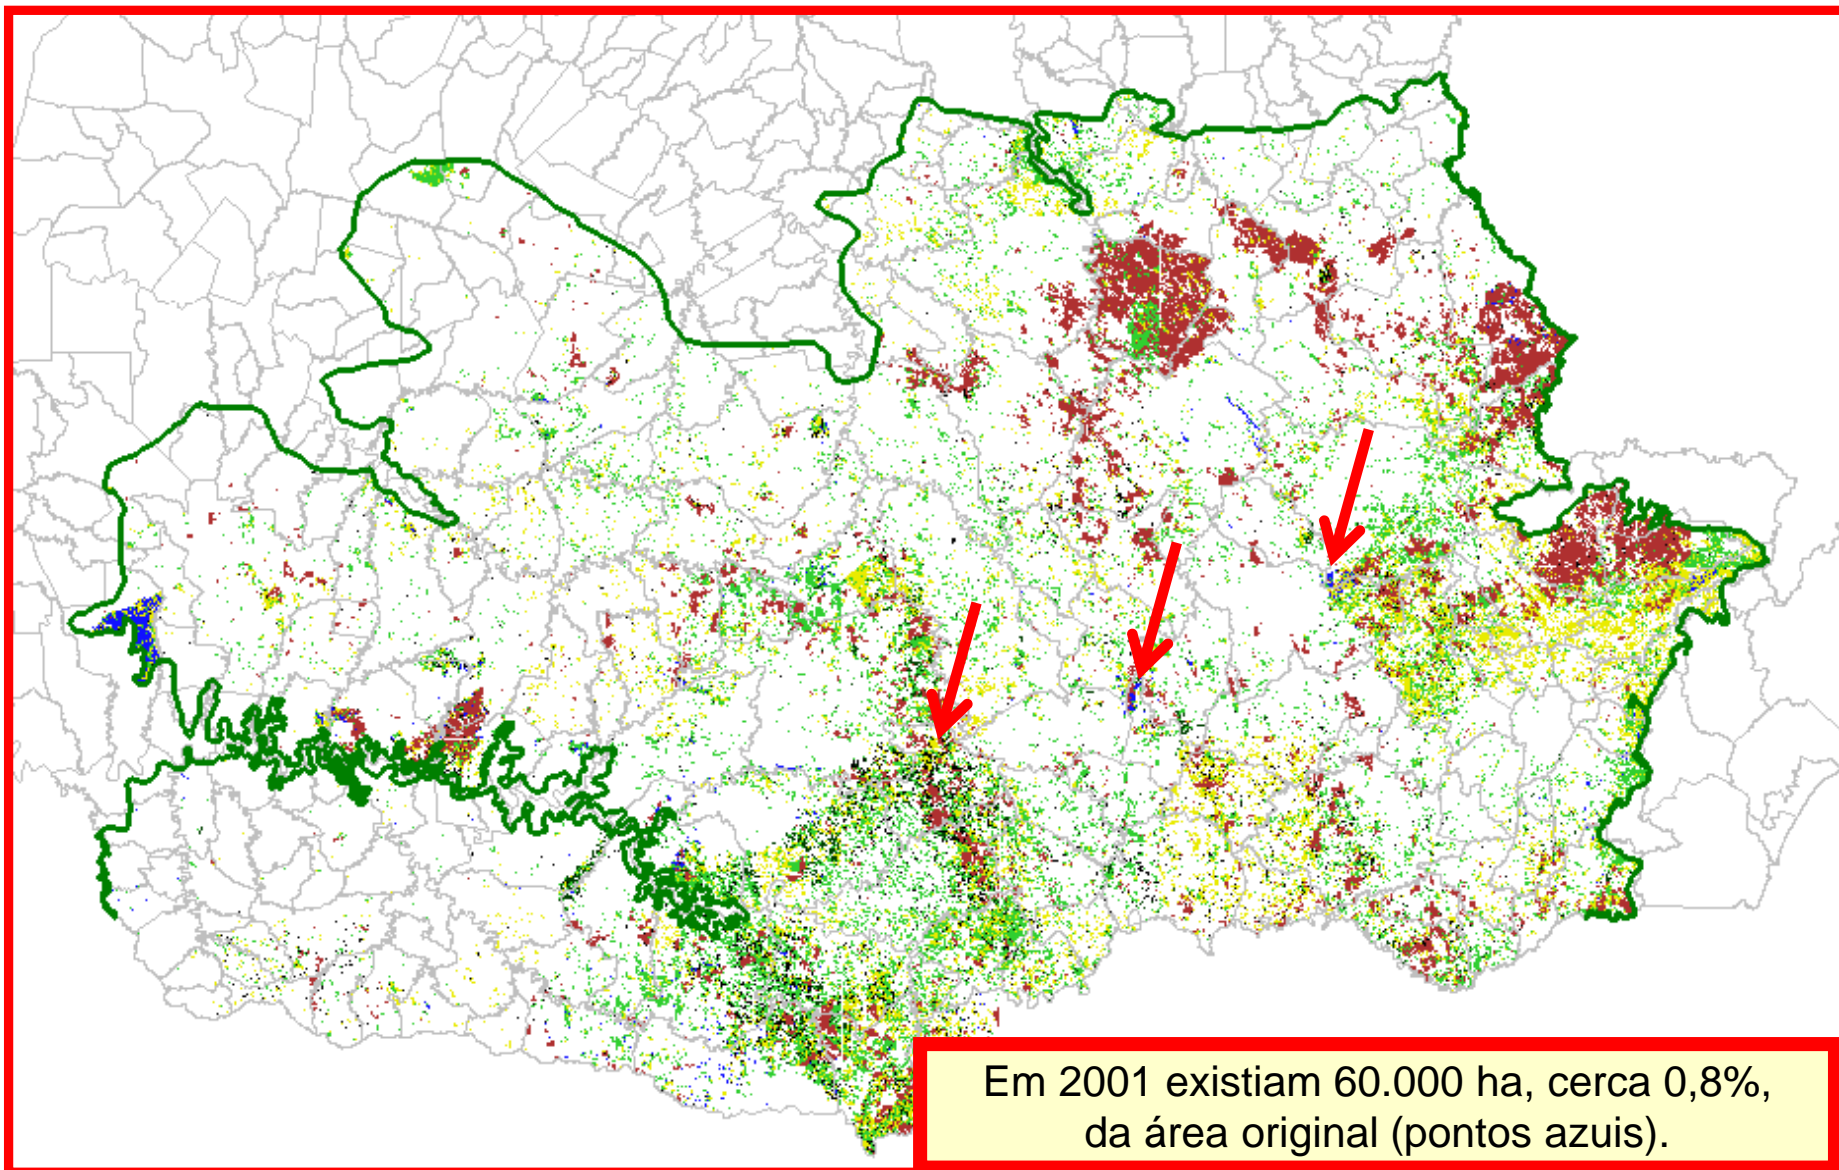 Em 2001 existiam 60.000 ha, cerca 0,8%,
da área original (pontos azuis).